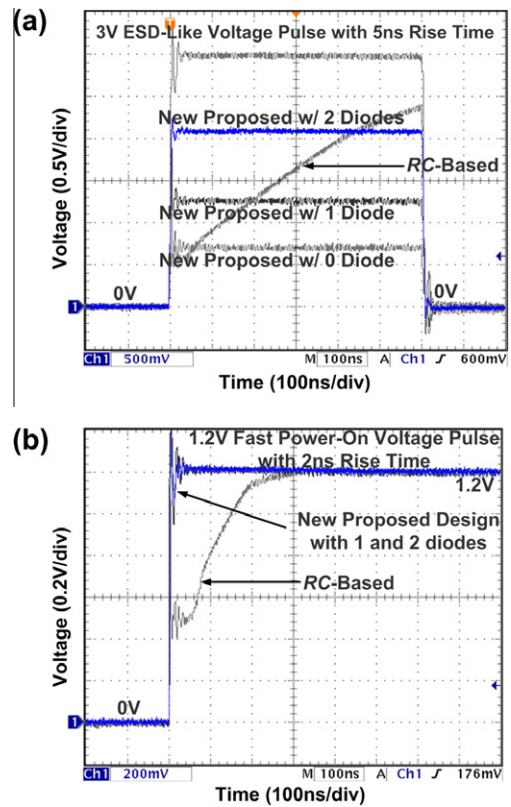 (a)
T
3V ESD-Like Voltage Pulse with 5ns Rise Time
New Proposed w/ 2 Diodes
RC-Based
New Proposed w/ 1 Diode
New Proposed w/ 0 Diode
0V
0V
1
Voltage (0.5V/div)
Ch1 500mV M 100ns A Ch1 600mV
Time (100ns/div)
(b)
1.2V Fast Power-On Voltage Pulse
with 2ns Rise Time
1.2V
New Proposed Design
with 1 and 2 diodes
RC-Based
0V
1
Voltage (0.2V/div)
Ch1 200mV M 100ns A Ch1 176mV
Time (100ns/div)